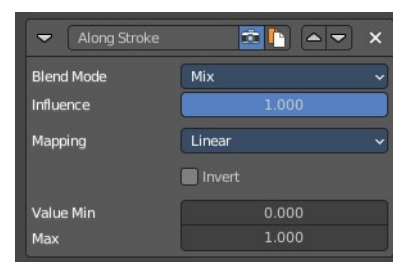 Along Stroke
Blend Mode Mix
Influence 1.000
Mapping Linear
Invert
Value Min 0.000
Max 1.000